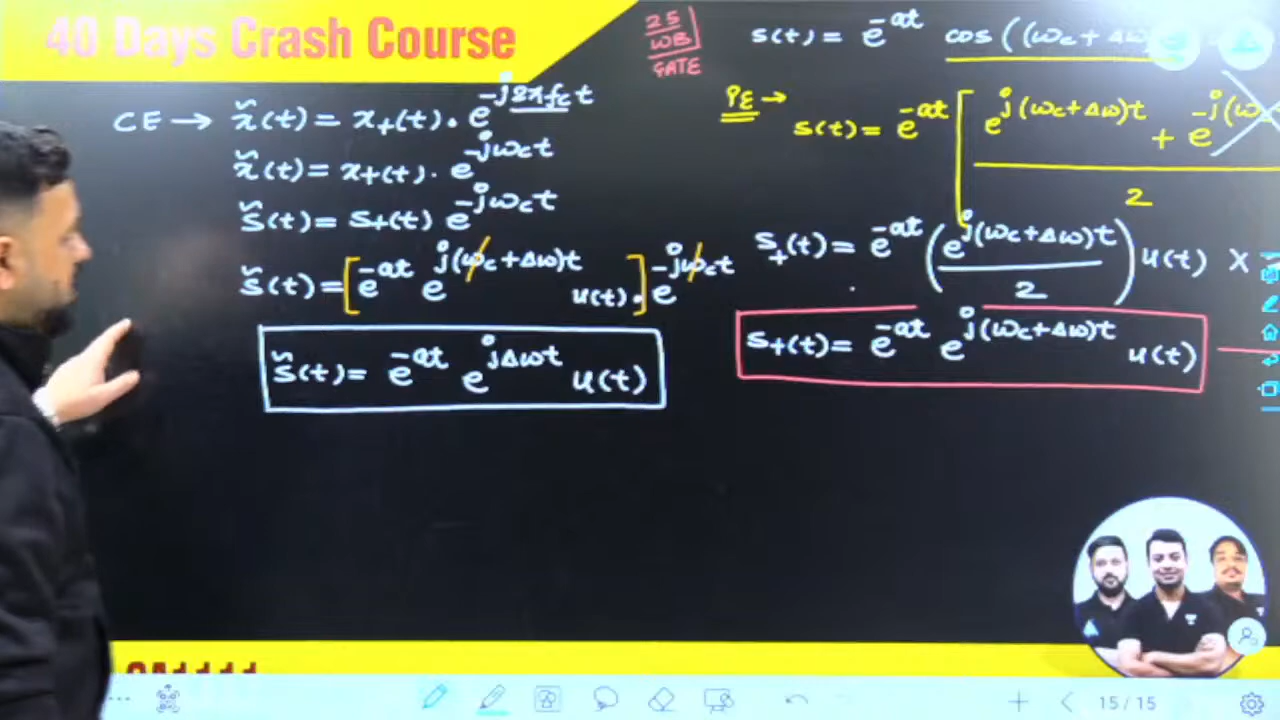 40 Days Crash Course
25
WB
GATE
s(t) = e^{-at} cos((ωc + Δω)
PE → s(t) = e^{-at} [ e^{j(ωc+Δω)t} + e^{-j(ω
2
CE → x̃(t) = x₊(t) . e^{-j2πfct}
x̃(t) = x₊(t) . e^{-jωct}
s̃(t) = s₊(t) e^{-jωct}
s̃(t) = [e^{-at} e^{j(ωc+Δω)t} u(t) .] e^{-jωct}
s̃(t) = e^{-at} e^{jΔωt} u(t)
s₊(t) = e^{-at} (e^{j(ωc+Δω)t} / 2) u(t) ×
s₊(t) = e^{-at} e^{j(ωc+Δω)t} u(t)
15 / 15